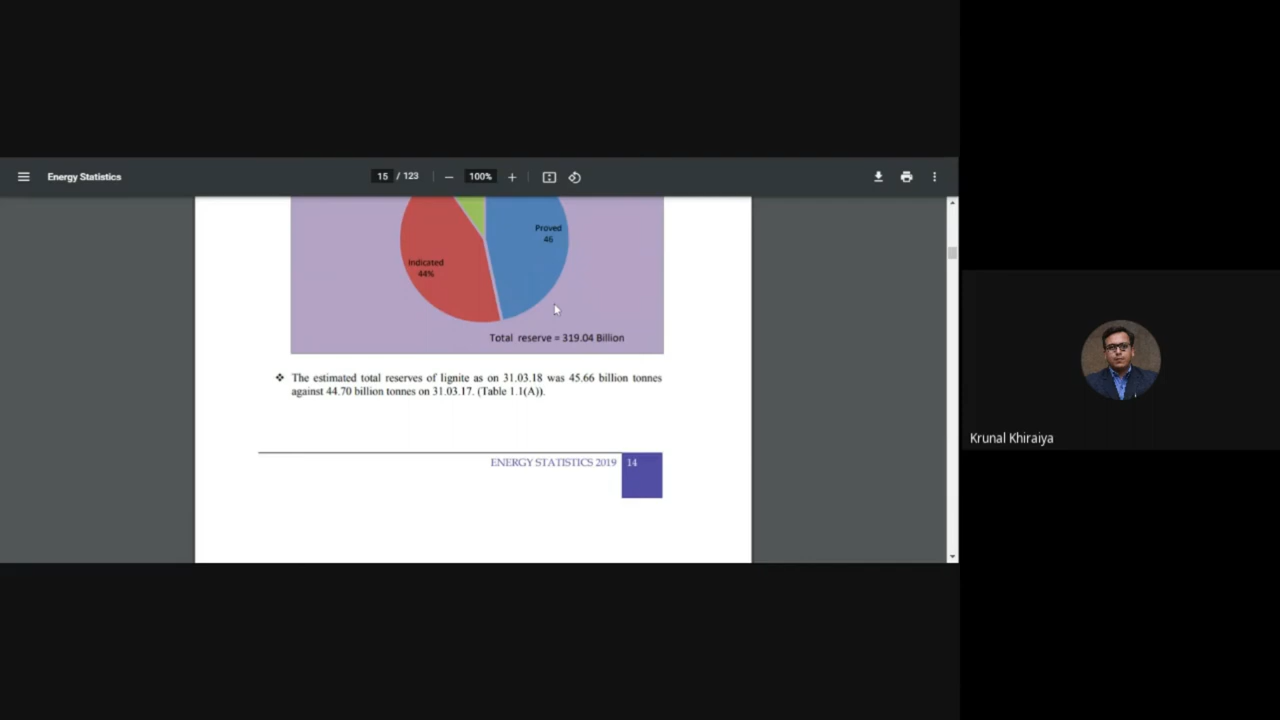 Energy Statistics
15 / 123
100%
Proved
46
Indicated
44%
Total reserve = 319.04 Billion
❖ The estimated total reserves of lignite as on 31.03.18 was 45.66 billion tonnes
against 44.70 billion tonnes on 31.03.17. (Table 1.1(A)).
ENERGY STATISTICS 2019 14
Krunal Khiraiya